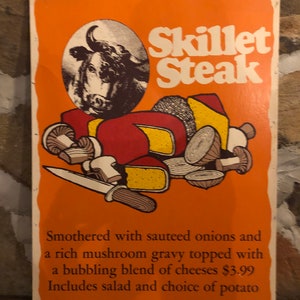 Skillet
Steak
Smothered with sauteed onions and
a rich mushroom gravy topped with
a bubbling blend of cheeses $3.99
Includes salad and choice of potato